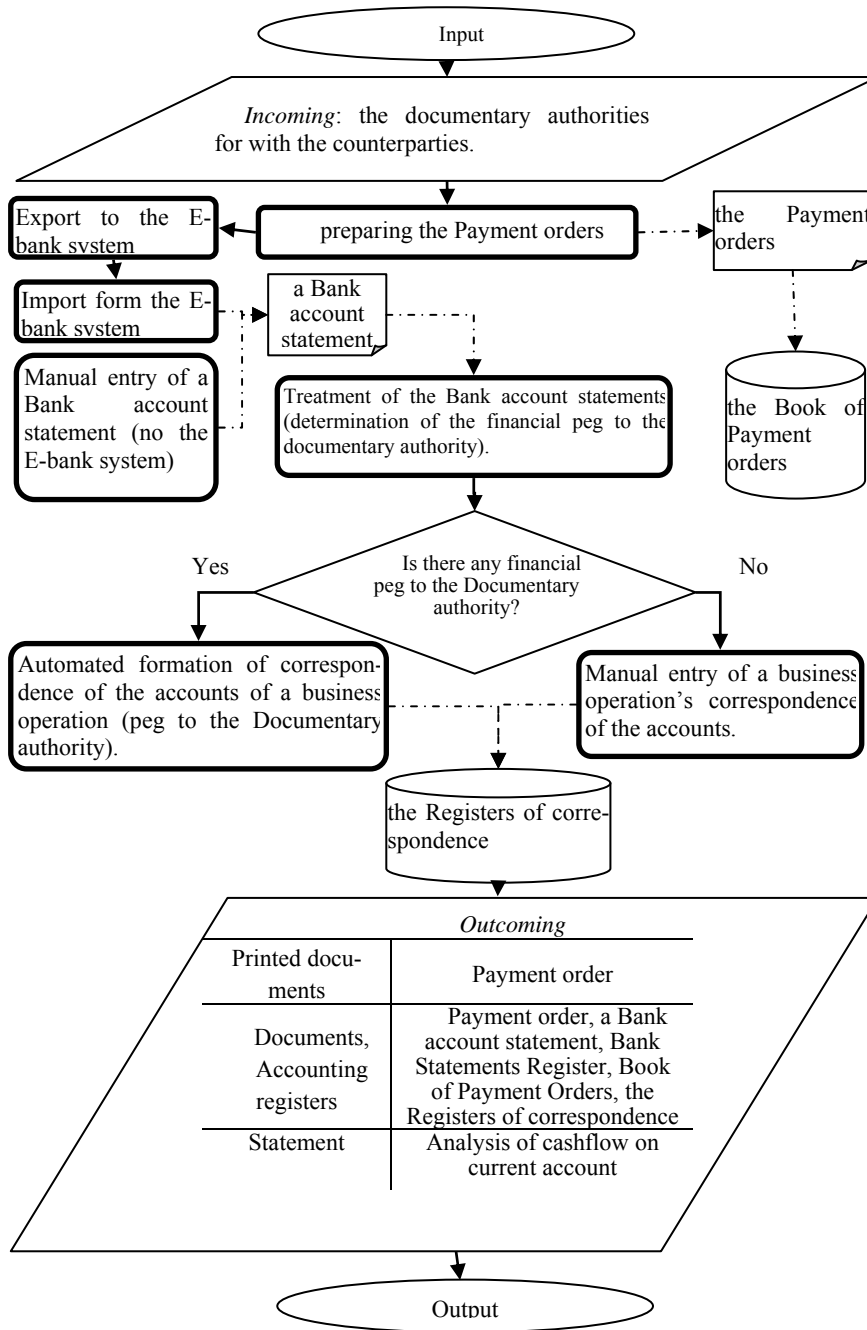 Input
Incoming: the documentary authorities
for with the counterparties.
Export to the E-
bank system
preparing the Payment orders
the Payment
orders
Import form the E-
bank system
a Bank
account
statement
Manual entry of a
Bank account
statement (no the
E-bank system)
Treatment of the Bank account statements
(determination of the financial peg to the
documentary authority).
the Book of
Payment
orders
Is there any financial
peg to the Documentary
authority?
Yes
No
Automated formation of correspon-
dence of the accounts of a business
operation (peg to the Documentary
authority).
Manual entry of a business
operation’s correspondence
of the accounts.
the Registers of corre-
spondence
Outcoming
Printed docu-
ments
Payment order
Documents,
Accounting
registers
Payment order, a Bank
account statement, Bank
Statements Register, Book
of Payment Orders, the
Registers of correspondence
Statement
Analysis of cashflow on
current account
Output